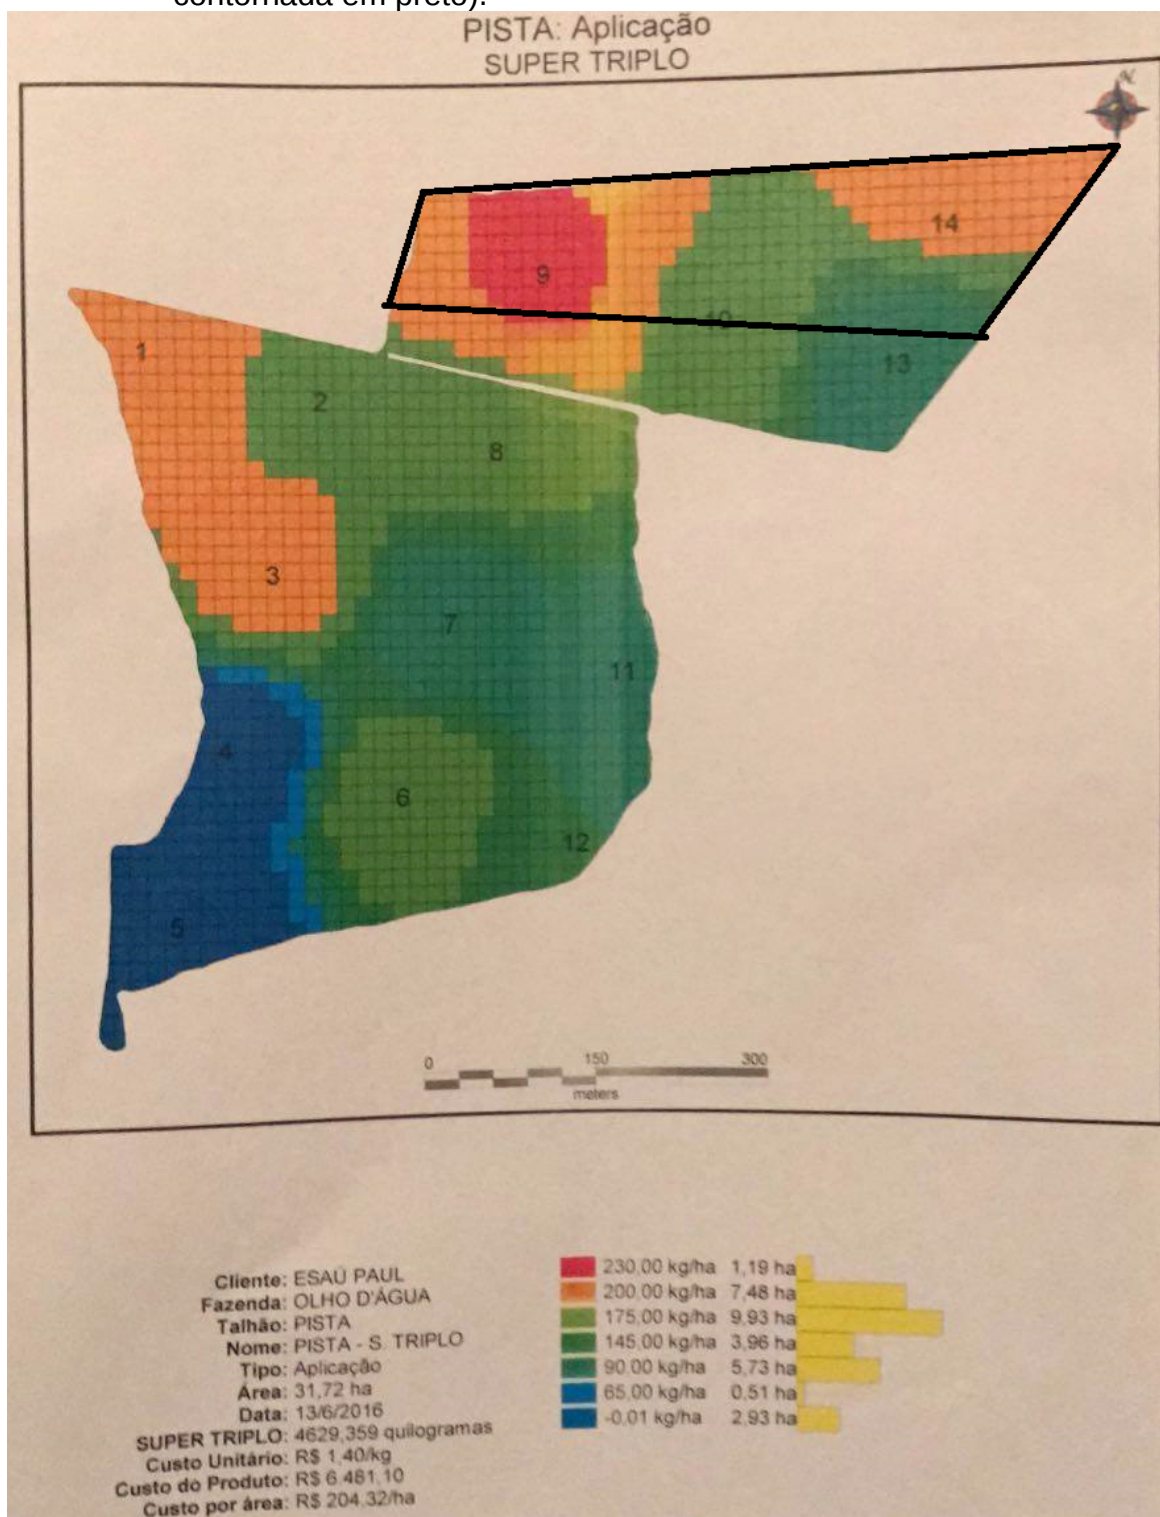 contornada em preto).
PISTA: Aplicação
SUPER TRIPLO
N
14
9
10
1
13
2
8
3
7
11
4
6
12
5
0 150 300
meters
Cliente: ESAÚ PAUL
Fazenda: OLHO D'ÁGUA
Talhão: PISTA
Nome: PISTA - S. TRIPLO
Tipo: Aplicação
Área: 31,72 ha
Data: 13/6/2016
SUPER TRIPLO: 4629,359 quilogramas
Custo Unitário: R$ 1,40/kg
Custo do Produto: R$ 6.481,10
Custo por área: R$ 204,32/ha
230,00 kg/ha 1,19 ha
200,00 kg/ha 7,48 ha
175,00 kg/ha 9,93 ha
145,00 kg/ha 3,96 ha
90,00 kg/ha 5,73 ha
65,00 kg/ha 0,51 ha
-0,01 kg/ha 2,93 ha